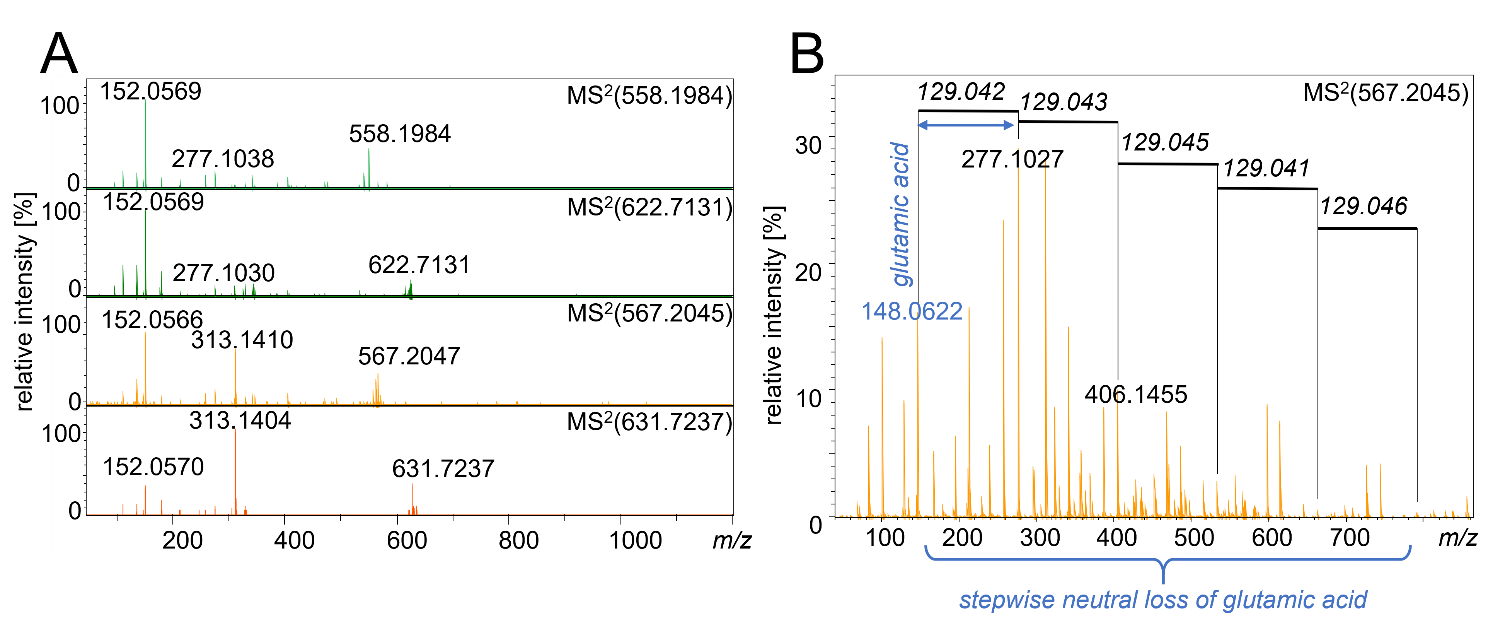 A
relative intensity [%]
100
0
152.0569
277.1038
558.1984
MS2(558.1984)
100
0
152.0569
277.1030
622.7131
MS2(622.7131)
100
0
152.0566
313.1410
567.2047
MS2(567.2045)
100
0
152.0570
313.1404
631.7237
MS2(631.7237)
200 400 600 800 1000 m/z
B
relative intensity [%]
30
20
10
0
MS2(567.2045)
129.042
129.043
129.045
129.041
129.046
glutamic acid
277.1027
148.0622
406.1455
100 200 300 400 500 600 700 m/z
stepwise neutral loss of glutamic acid